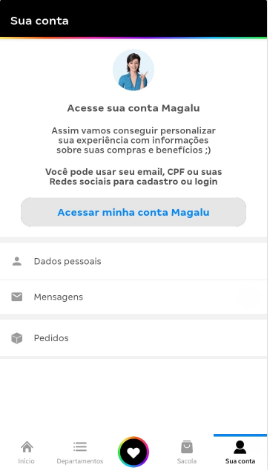 Sua conta
Acesse sua conta Magalu
Assim vamos conseguir personalizar
sua experiência com informações
sobre suas compras e benefícios ;)
Você pode usar seu email, CPF ou suas
Redes sociais para cadastro ou login
Acessar minha conta Magalu
Dados pessoais
Mensagens
Pedidos
Início
Departamentos
Sacola
Sua conta